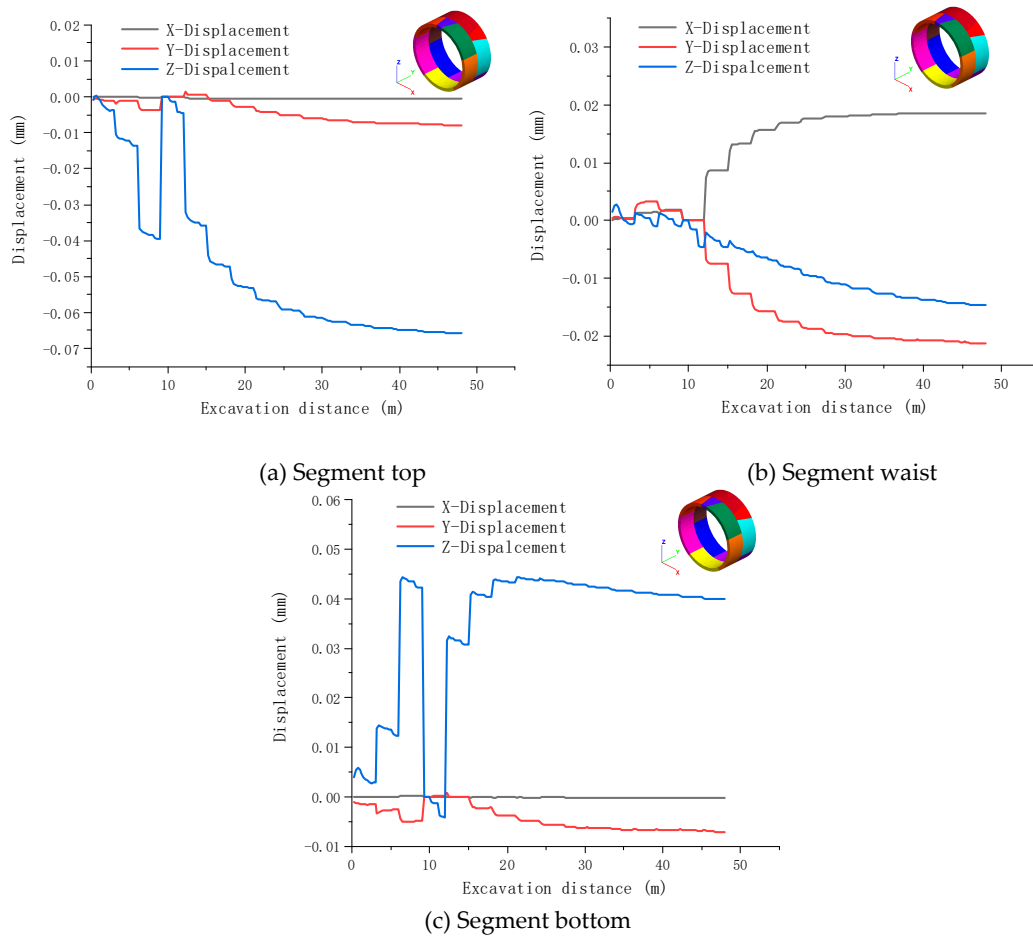 X-Displacement
Y-Displacement
Z-Dispalcement
Z
Y
X
0.02
0.01
0.00
-0.01
-0.02
-0.03
-0.04
-0.05
-0.06
-0.07
Displacement (mm)
0 10 20 30 40 50
Excavation distance (m)
(a) Segment top
X-Displacement
Y-Displacement
Z-Dispalcement
Z
Y
X
0.03
0.02
0.01
0.00
-0.01
-0.02
Displacement (mm)
0 10 20 30 40 50
Excavation distance (m)
(b) Segment waist
X-Displacement
Y-Displacement
Z-Dispalcement
Z
Y
X
0.06
0.05
0.04
0.03
0.02
0.01
0.00
-0.01
Displacement (mm)
0 10 20 30 40 50
Excavation distance (m)
(c) Segment bottom